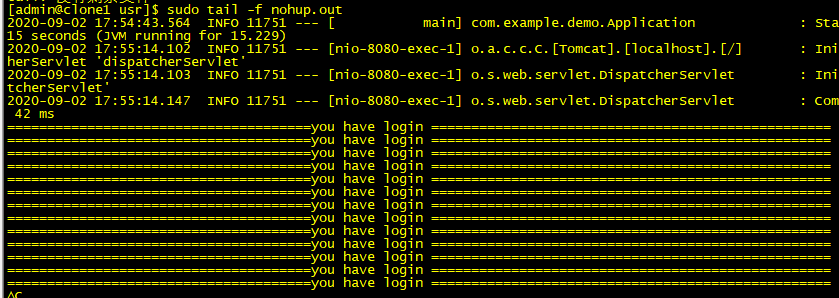 [admin@clone1 usr]$ sudo tail -f nohup.out
2020-09-02 17:54:43.564  INFO 11751 --- [           main] com.example.demo.Application             : Sta
15 seconds (JVM running for 15.229)
2020-09-02 17:55:14.102  INFO 11751 --- [nio-8080-exec-1] o.a.c.c.C.[Tomcat].[localhost].[/]       : Ini
herServlet 'dispatcherServlet'
2020-09-02 17:55:14.103  INFO 11751 --- [nio-8080-exec-1] o.s.web.servlet.DispatcherServlet        : Ini
tcherServlet'
2020-09-02 17:55:14.147  INFO 11751 --- [nio-8080-exec-1] o.s.web.servlet.DispatcherServlet        : Com
 42 ms
======================================you have login ==================================================
======================================you have login ==================================================
======================================you have login ==================================================
======================================you have login ==================================================
======================================you have login ==================================================
======================================you have login ==================================================
======================================you have login ==================================================
======================================you have login ==================================================
======================================you have login ==================================================
======================================you have login ==================================================
======================================you have login ==================================================
======================================you have login ==================================================
======================================you have login ==================================================
^C